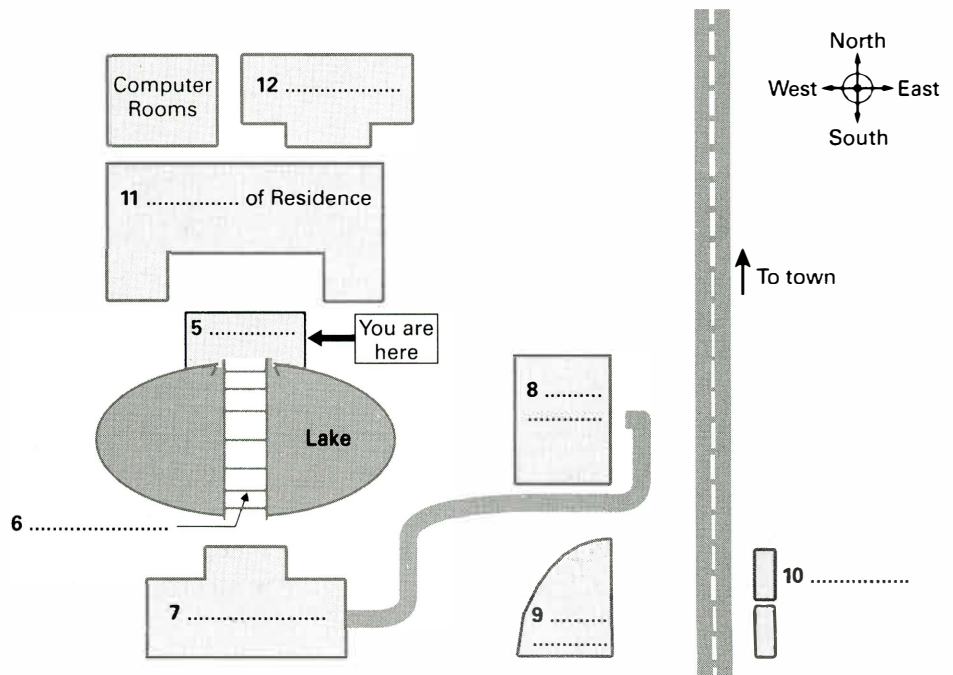 North
West East
South
Computer
Rooms
12 ....................
11 ................ of Residence
To town
5 ...............
You are
here
8 ..........
.............
Lake
6 ........................
10 .................
7 ........................
9 ..........
.............